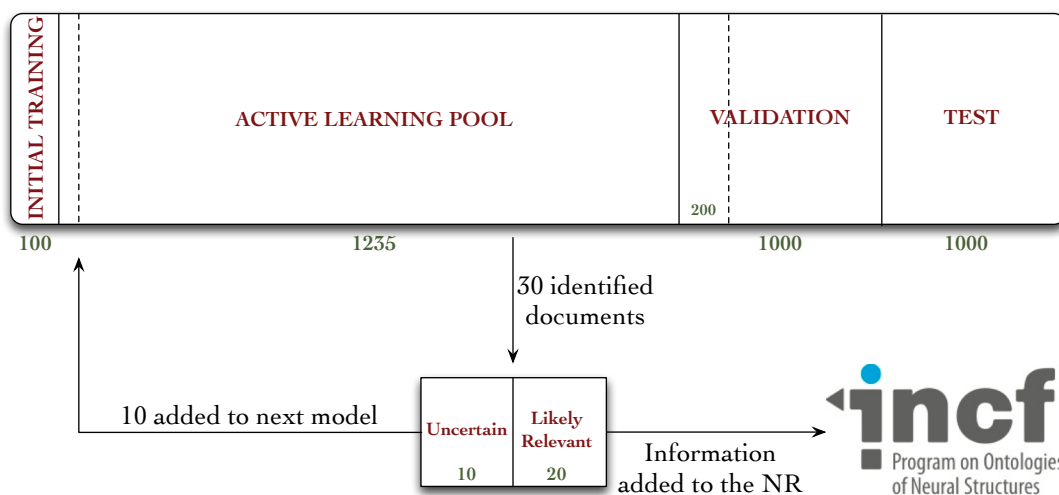 INITIAL TRAINING
ACTIVE LEARNING POOL
VALIDATION
TEST
200
100
1235
1000
1000
30 identified
documents
10 added to next model
Uncertain
10
Likely
Relevant
20
Information
added to the NR
incf
Program on Ontologies
of Neural Structures